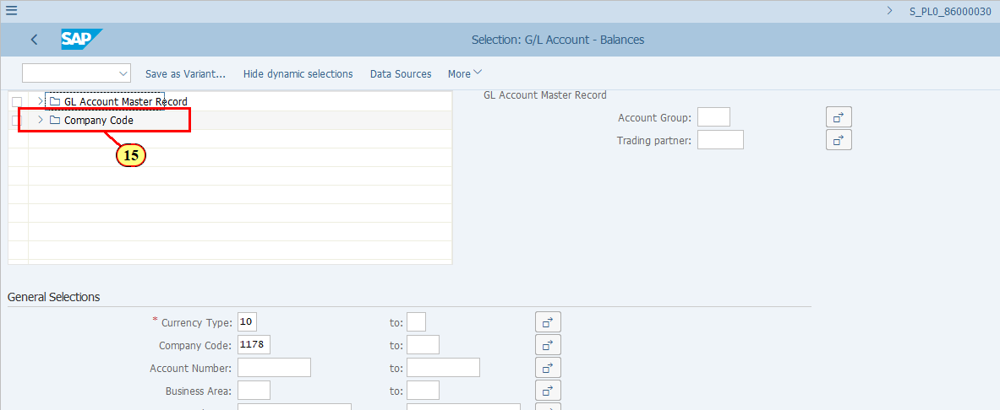 S_PL0_86000030
SAP Selection: G/L Account - Balances
Save as Variant... Hide dynamic selections Data Sources More
GL Account Master Record
Company Code
15
GL Account Master Record
Account Group:
Trading partner:
General Selections
* Currency Type: 10 to:
Company Code: 1178 to:
Account Number: to:
Business Area: to: